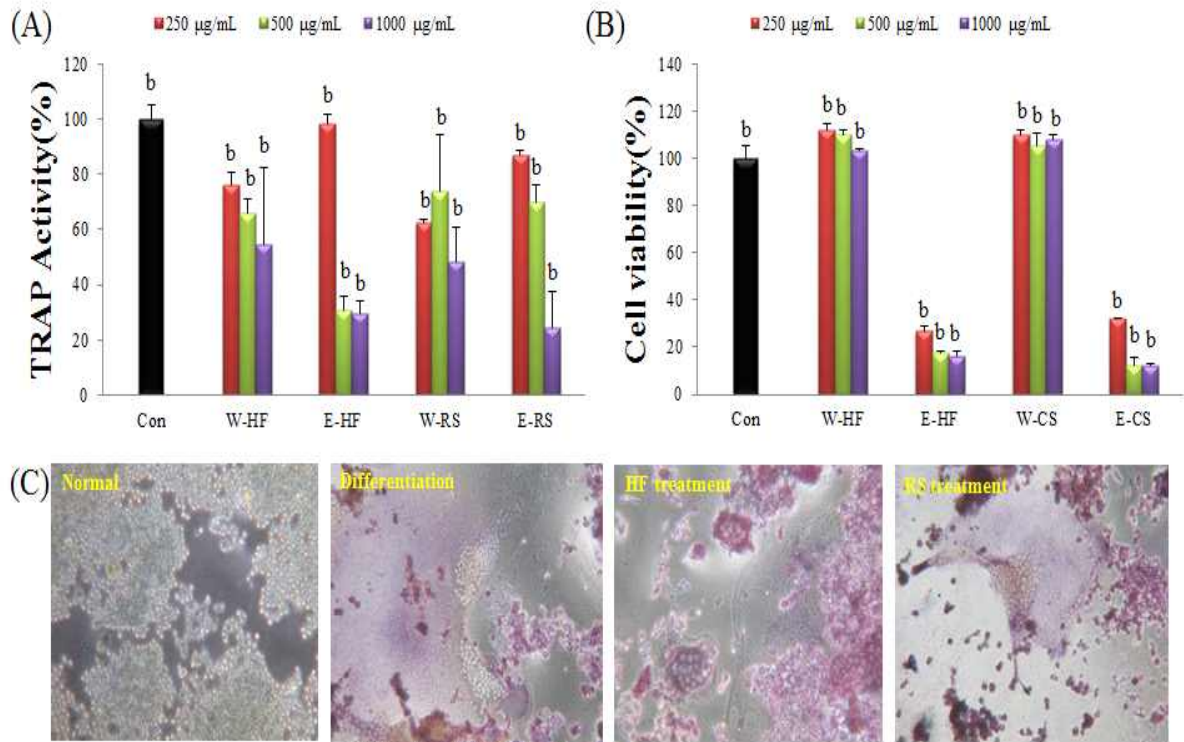 (A)
250 μg/mL 500 μg/mL 1000 μg/mL
TRAP Activity(%)
120
100
80
60
40
20
0
b
b
b
b
b
b
b
b
b
b
b
b
b
Con W-HF E-HF W-RS E-RS
(B)
250 μg/mL 500 μg/mL 1000 μg/mL
Cell viability(%)
140
120
100
80
60
40
20
0
b
b b b
b b b
b b b
b b b
Con W-HF E-HF W-CS E-CS
(C)
Normal
Differentiation
HF treatment
RS treatment